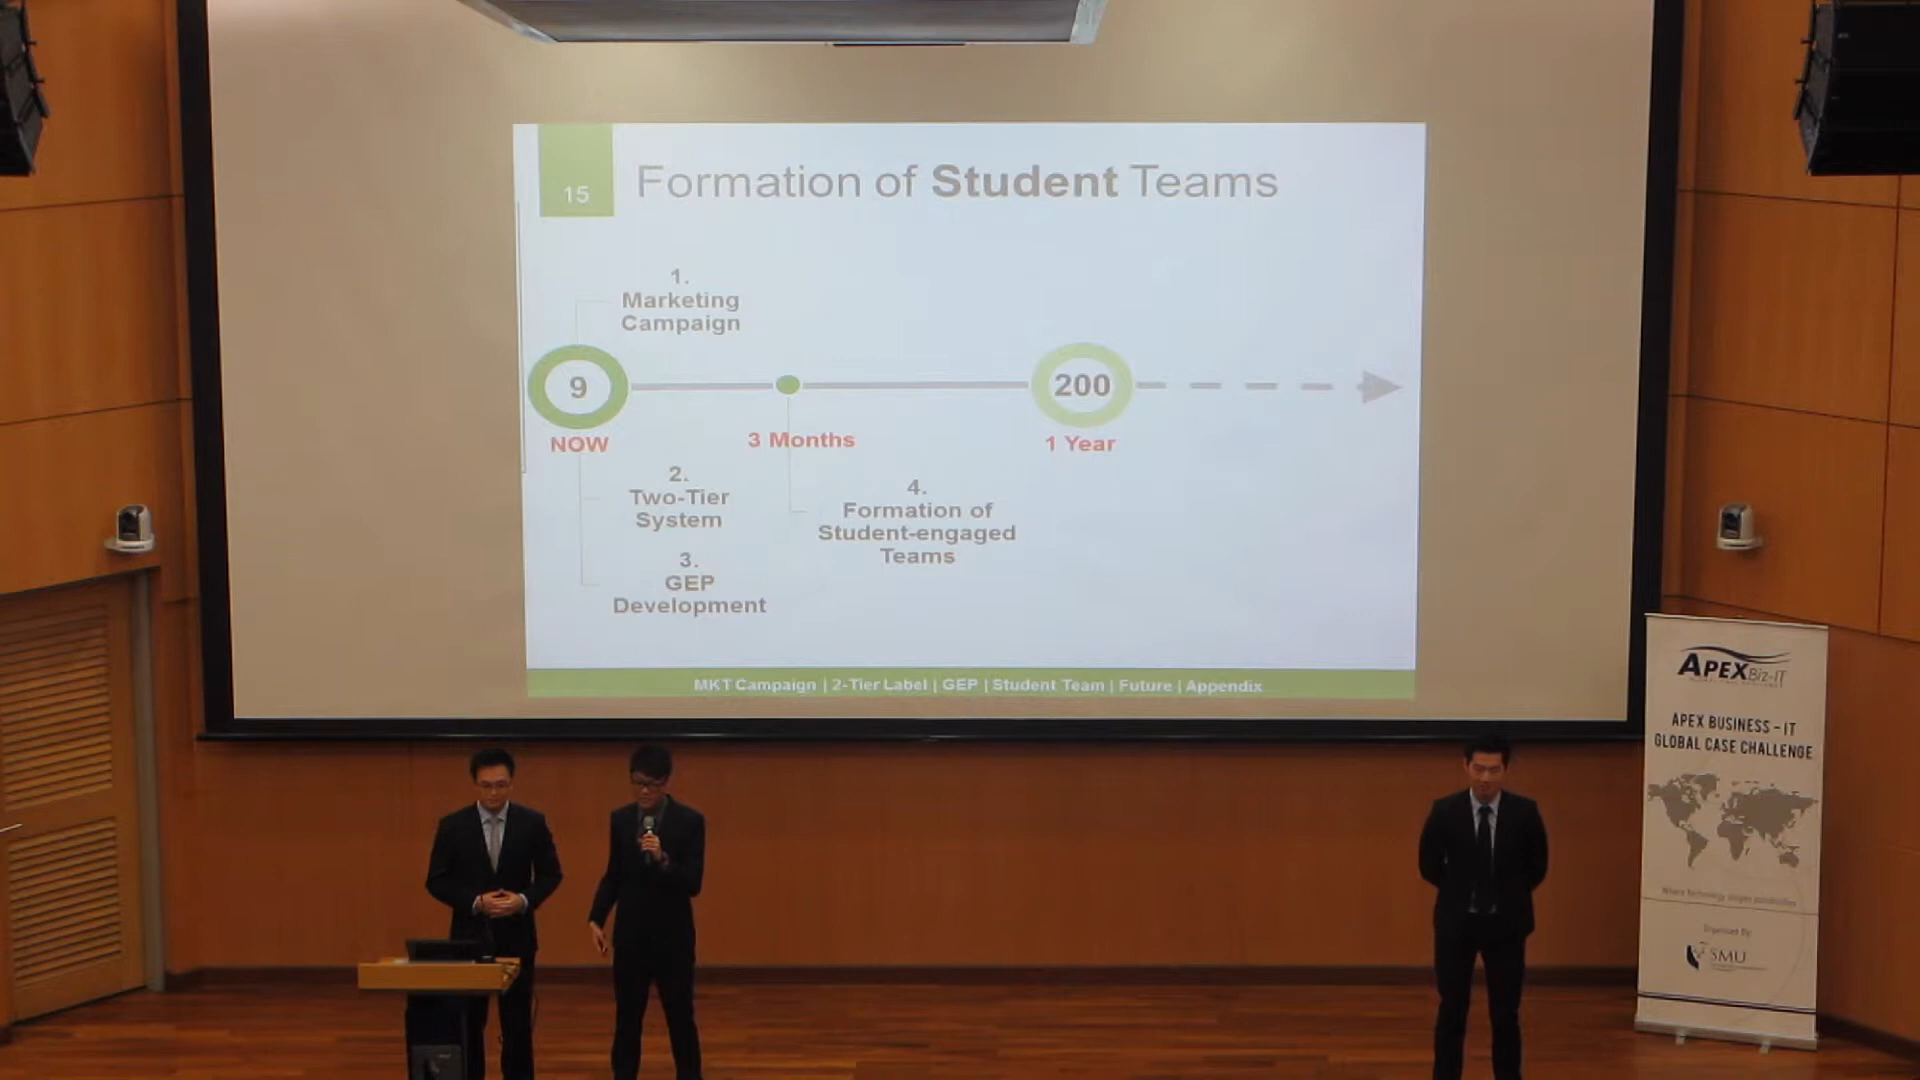 15
Formation of Student Teams
1.
Marketing
Campaign
9
200
NOW
3 Months
1 Year
2.
Two-Tier
System
3.
GEP
Development
4.
Formation of
Student-engaged
Teams
MKT Campaign | 2-Tier Label | GEP | Student Team | Future | Appendix
APEX Biz-IT
APEX BUSINESS - IT
GLOBAL CASE CHALLENGE
Organised By:
SMU